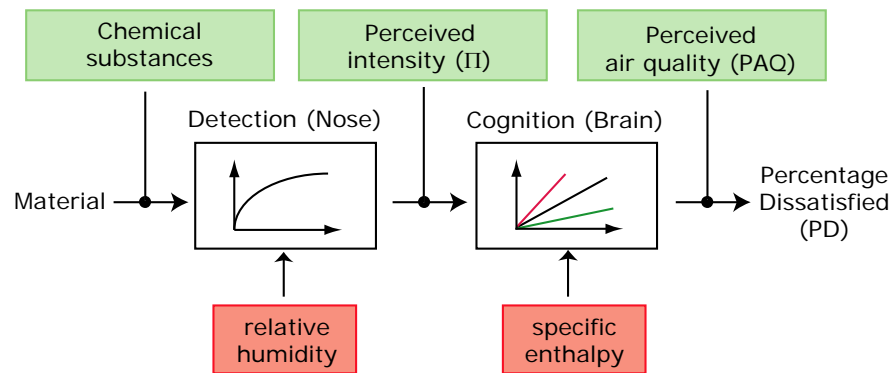 Chemical
substances
Perceived
intensity (Π)
Perceived
air quality (PAQ)
Detection (Nose)
Cognition (Brain)
Material
Percentage
Dissatisfied
(PD)
relative
humidity
specific
enthalpy